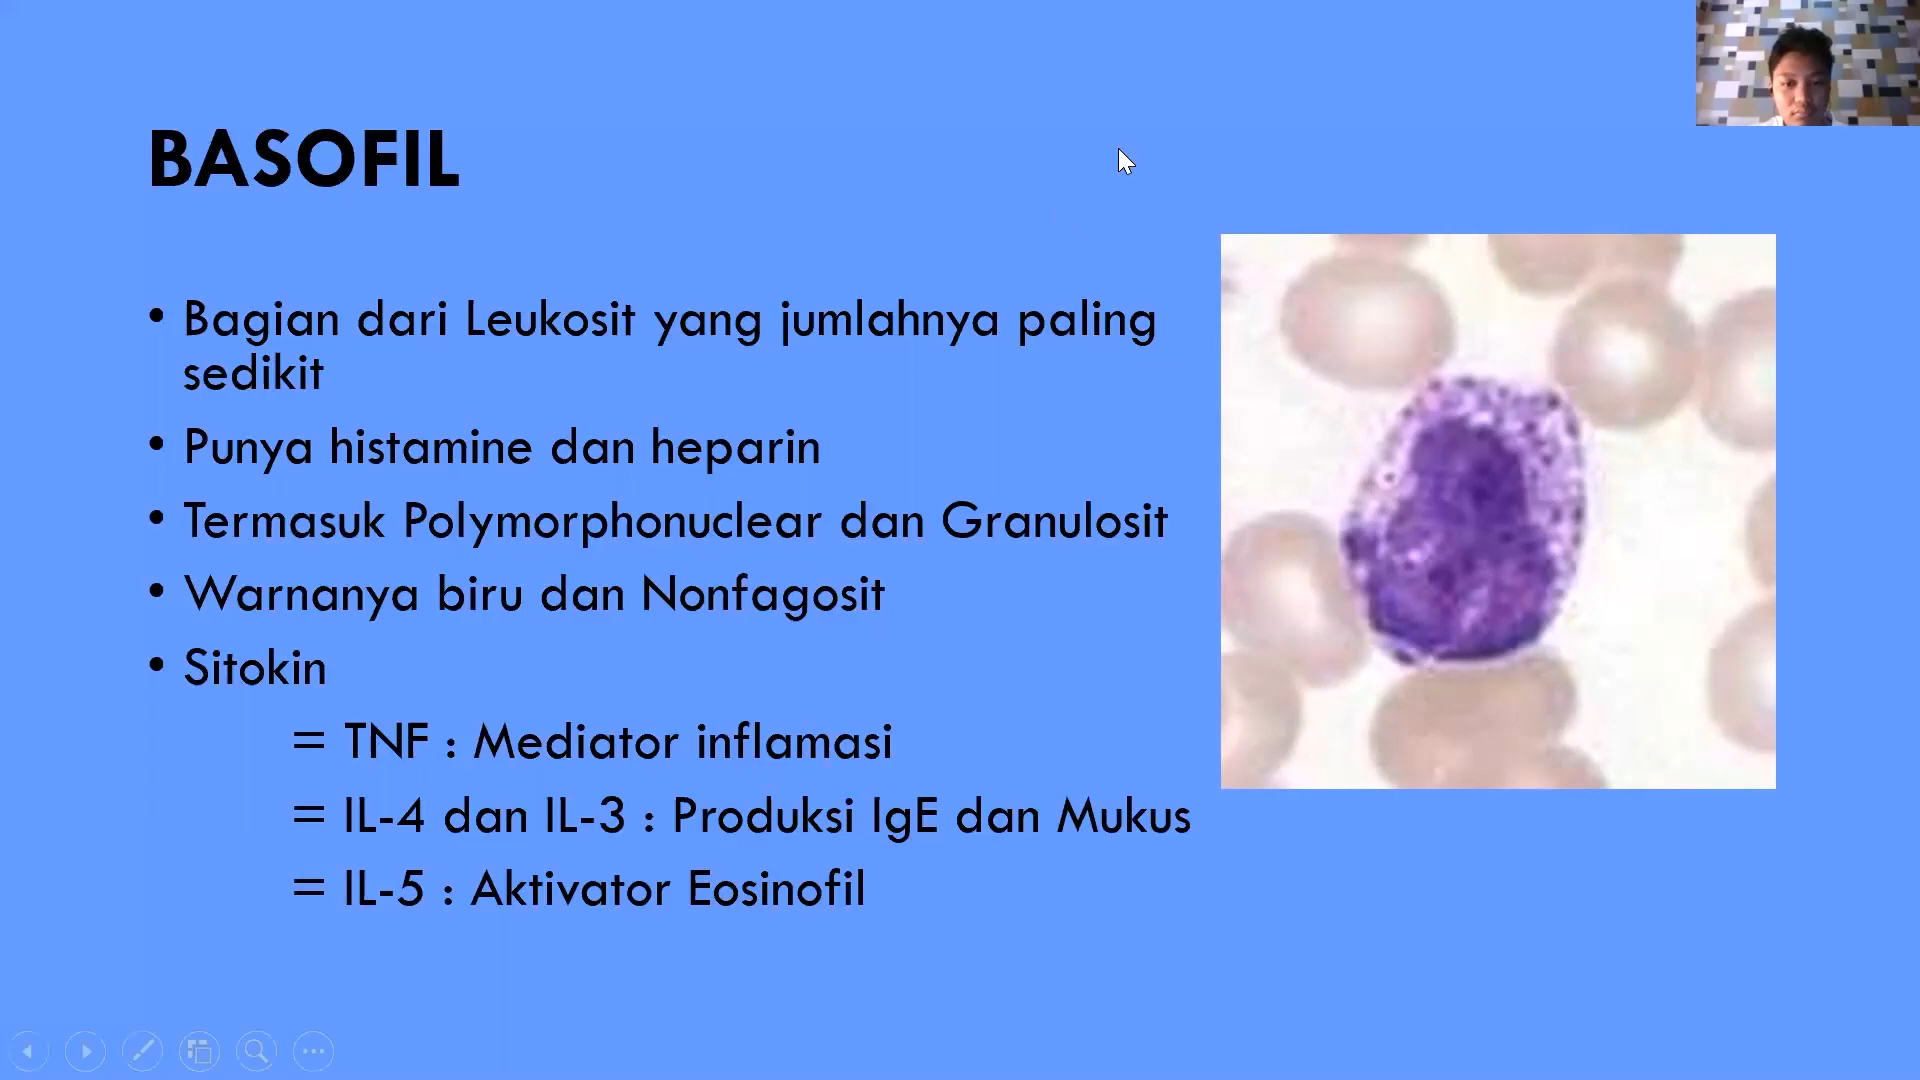 BASOFIL
• Bagian dari Leukosit yang jumlahnya paling
sedikit
• Punya histamine dan heparin
• Termasuk Polymorphonuclear dan Granulosit
• Warnanya biru dan Nonfagosit
• Sitokin
= TNF : Mediator inflamasi
= IL-4 dan IL-3 : Produksi IgE dan Mukus
= IL-5 : Aktivator Eosinofil